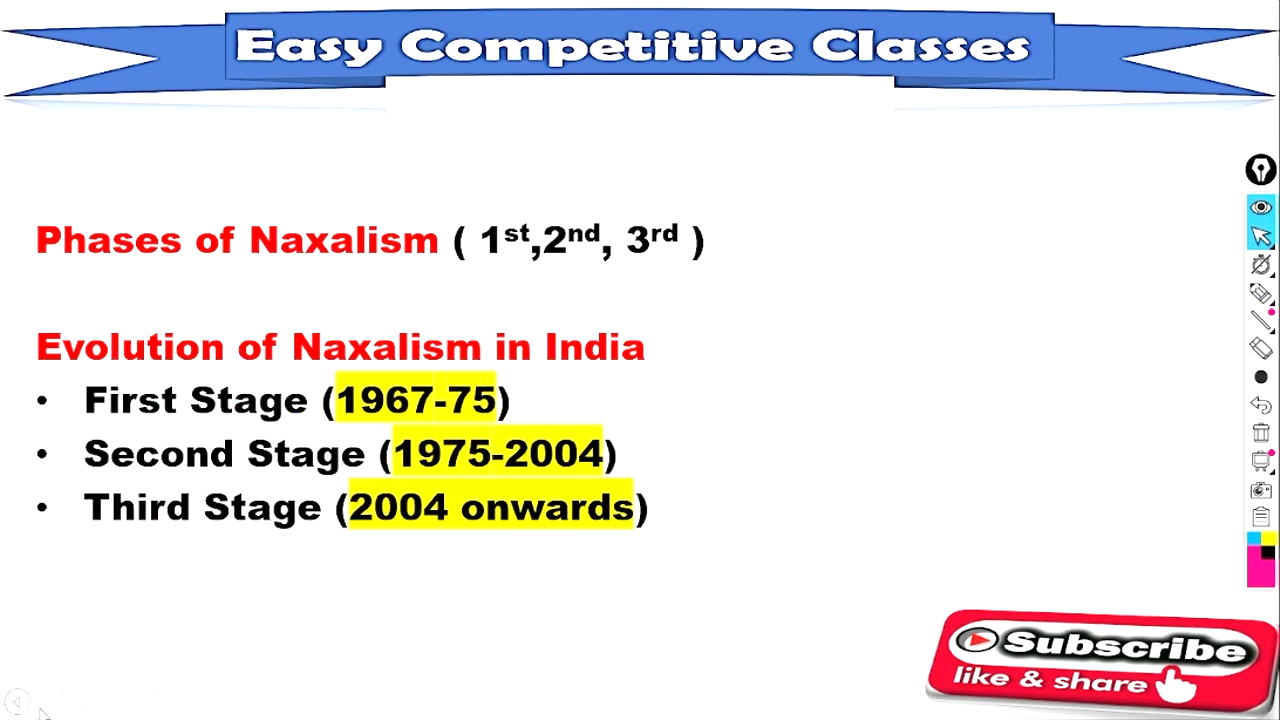 Easy Competitive Classes
Phases of Naxalism ( 1st,2nd, 3rd )
Evolution of Naxalism in India
• First Stage (1967-75)
• Second Stage (1975-2004)
• Third Stage (2004 onwards)
Subscribe
like & share